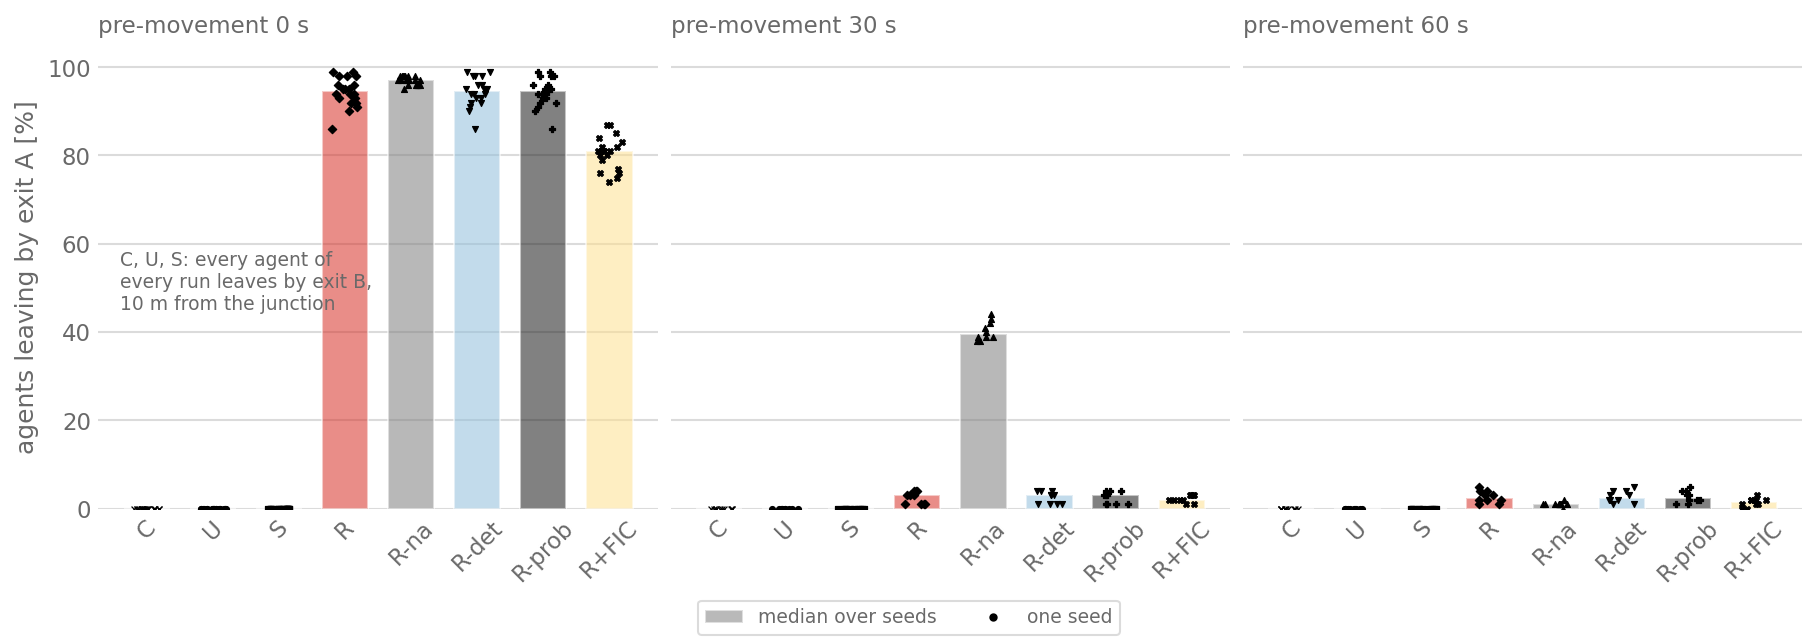 pre-movement 0 s
pre-movement 30 s
pre-movement 60 s
agents leaving by exit A [%]
100
80
60
40
20
0
C, U, S: every agent of
every run leaves by exit B,
10 m from the junction
C
U
S
R
R-na
R-det
R-prob
R+FIC
C
U
S
R
R-na
R-det
R-prob
R+FIC
C
U
S
R
R-na
R-det
R-prob
R+FIC
median over seeds
one seed